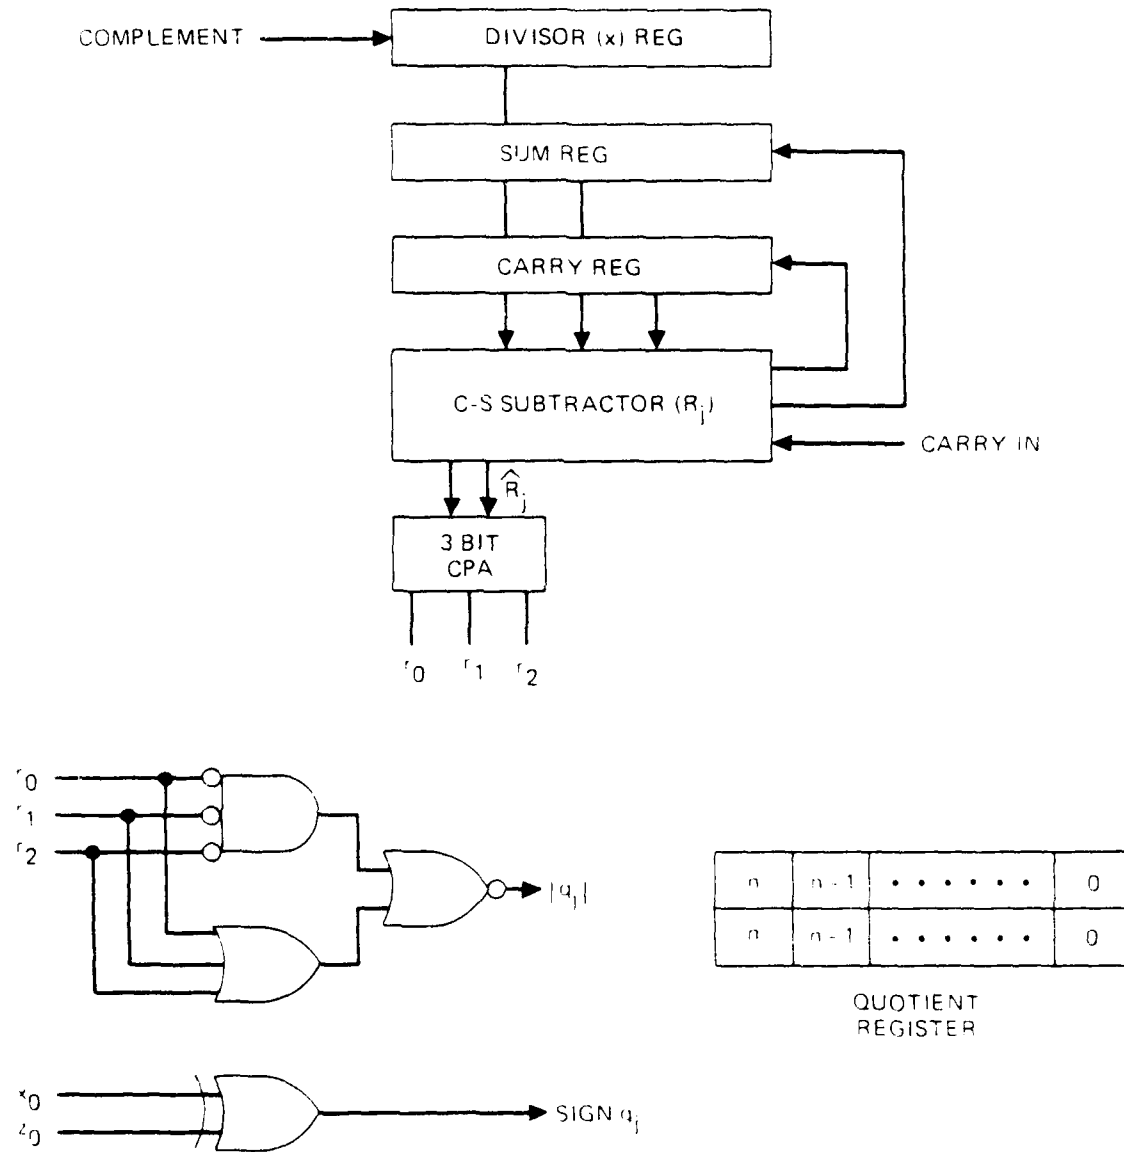 COMPLEMENT
DIVISOR (x) REG
SUM REG
CARRY REG
C-S SUBTRACTOR (Rj)
CARRY IN
R̂j
3 BIT
CPA
r0 r1 r2
r0
r1
r2
|qj|
n n-1 . . . . . . 0
n n-1 . . . . . . 0
QUOTIENT
REGISTER
x0
z0
SIGN qj